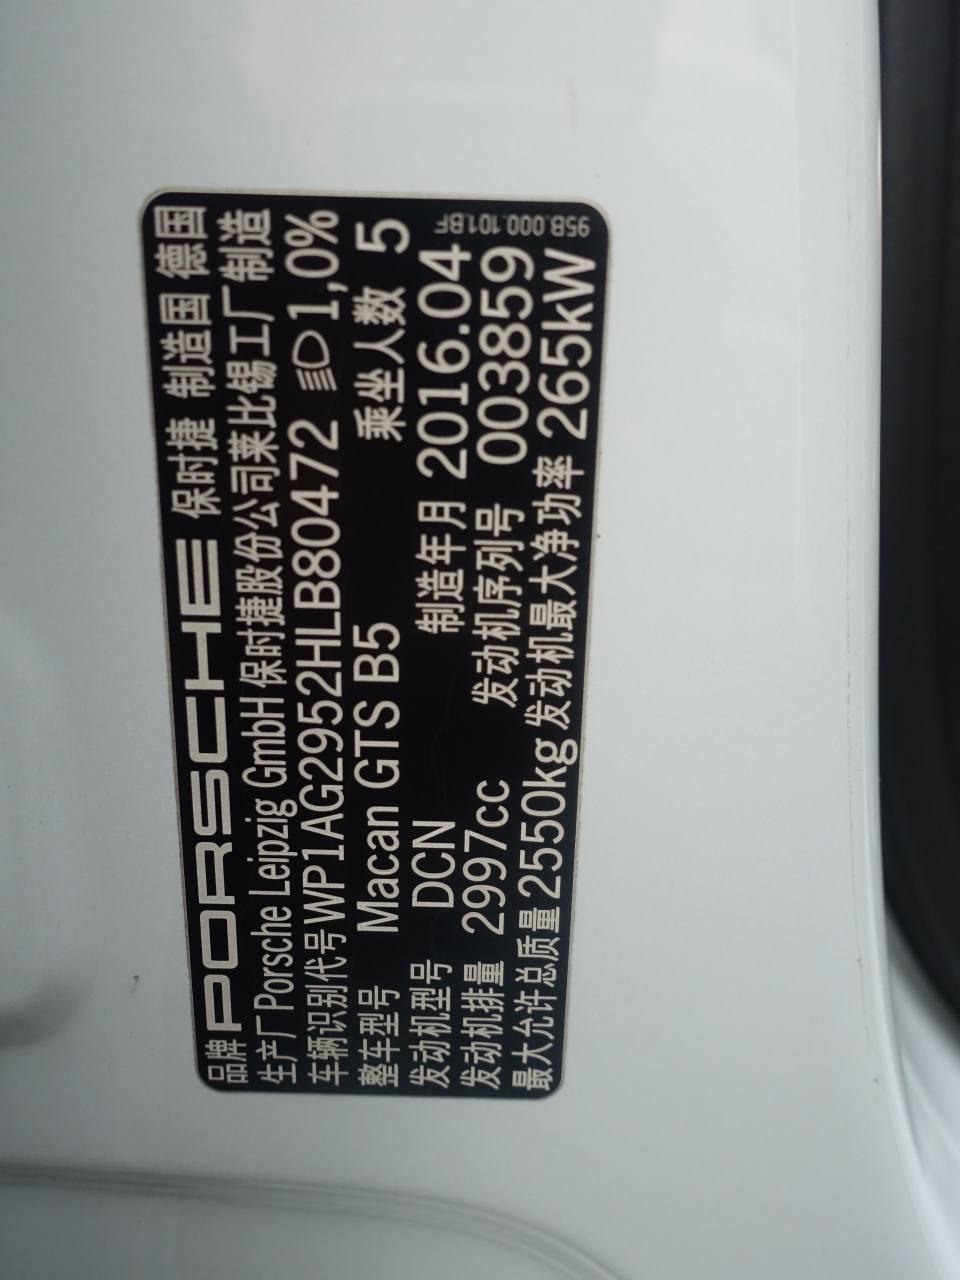 品牌 PORSCHE 保时捷 制造国 德国
生产厂 Porsche Leipzig GmbH 保时捷股份公司莱比锡工厂制造
车辆识别代号 WP1AG2952HLB80472 1,0%
整车型号 Macan GTS B5 乘坐人数 5
发动机型号 DCN 制造年月 2016.04
发动机排量 2997cc 发动机序列号 003859
最大允许总质量 2550kg 发动机最大净功率 265kW
95B.000.101.BF